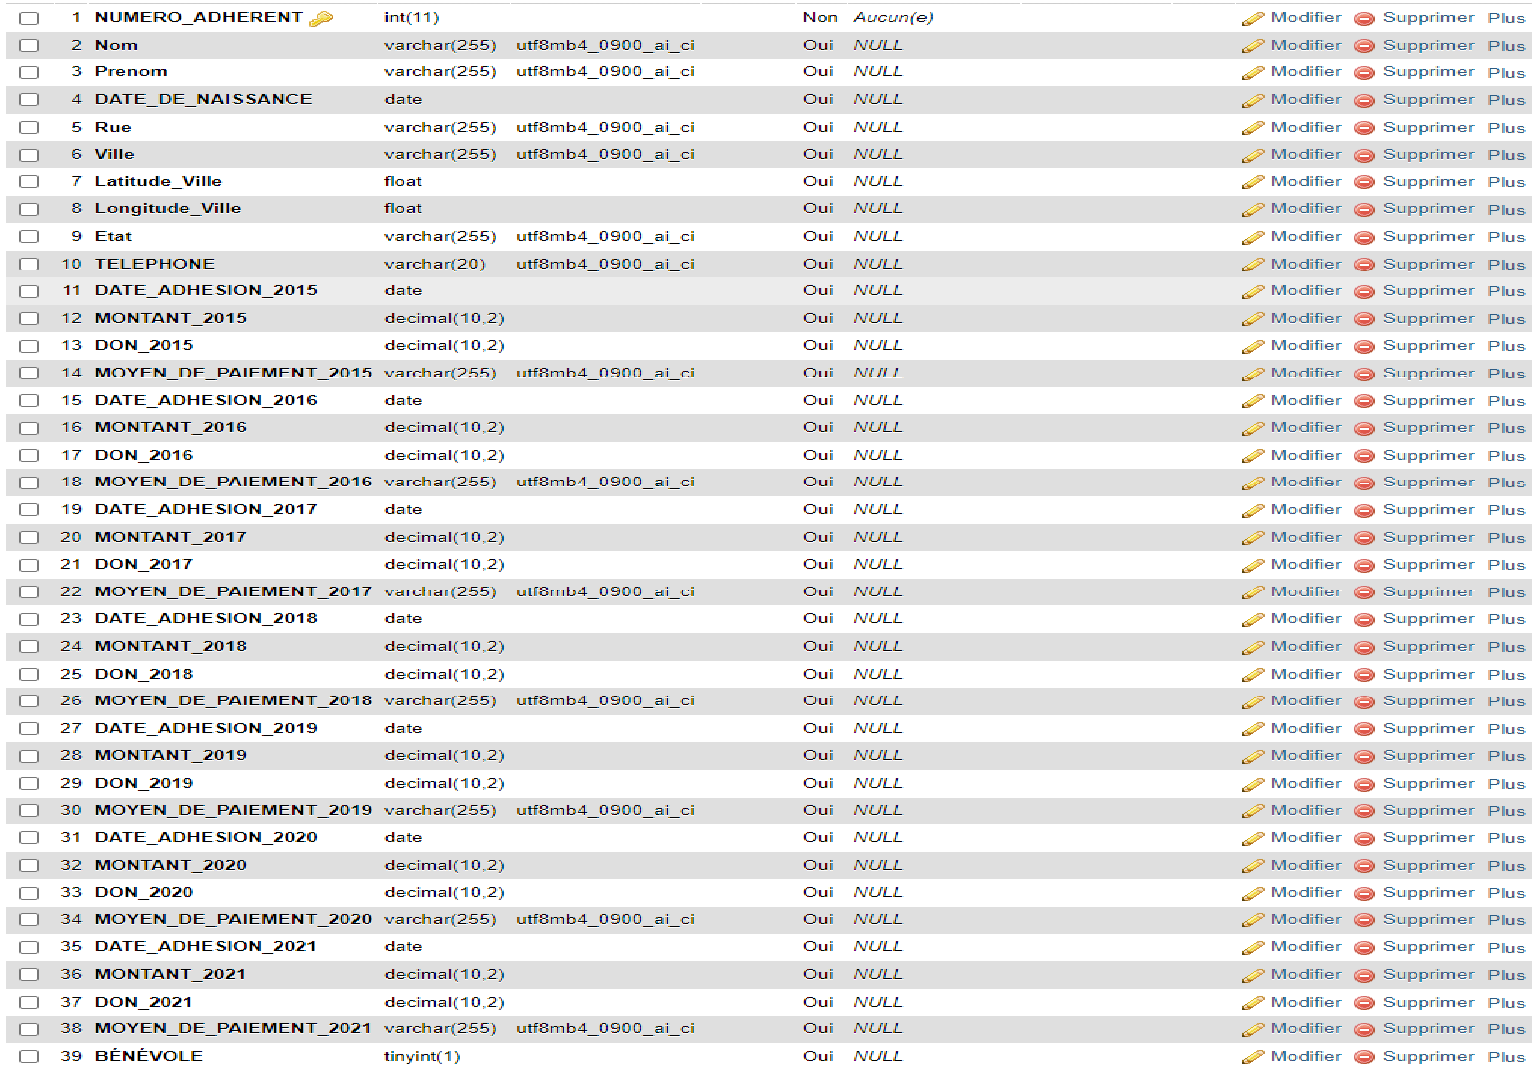 1 NUMERO_ADHERENT int(11) Non Aucun(e) Modifier Supprimer Plus
2 Nom varchar(255) utf8mb4_0900_ai_ci Oui NULL Modifier Supprimer Plus
3 Prenom varchar(255) utf8mb4_0900_ai_ci Oui NULL Modifier Supprimer Plus
4 DATE_DE_NAISSANCE date Oui NULL Modifier Supprimer Plus
5 Rue varchar(255) utf8mb4_0900_ai_ci Oui NULL Modifier Supprimer Plus
6 Ville varchar(255) utf8mb4_0900_ai_ci Oui NULL Modifier Supprimer Plus
7 Latitude_Ville float Oui NULL Modifier Supprimer Plus
8 Longitude_Ville float Oui NULL Modifier Supprimer Plus
9 Etat varchar(255) utf8mb4_0900_ai_ci Oui NULL Modifier Supprimer Plus
10 TELEPHONE varchar(20) utf8mb4_0900_ai_ci Oui NULL Modifier Supprimer Plus
11 DATE_ADHESION_2015 date Oui NULL Modifier Supprimer Plus
12 MONTANT_2015 decimal(10,2) Oui NULL Modifier Supprimer Plus
13 DON_2015 decimal(10,2) Oui NULL Modifier Supprimer Plus
14 MOYEN_DE_PAIEMENT_2015 varchar(255) utf8mb4_0900_ai_ci Oui NULL Modifier Supprimer Plus
15 DATE_ADHESION_2016 date Oui NULL Modifier Supprimer Plus
16 MONTANT_2016 decimal(10,2) Oui NULL Modifier Supprimer Plus
17 DON_2016 decimal(10,2) Oui NULL Modifier Supprimer Plus
18 MOYEN_DE_PAIEMENT_2016 varchar(255) utf8mb4_0900_ai_ci Oui NULL Modifier Supprimer Plus
19 DATE_ADHESION_2017 date Oui NULL Modifier Supprimer Plus
20 MONTANT_2017 decimal(10,2) Oui NULL Modifier Supprimer Plus
21 DON_2017 decimal(10,2) Oui NULL Modifier Supprimer Plus
22 MOYEN_DE_PAIEMENT_2017 varchar(255) utf8mb4_0900_ai_ci Oui NULL Modifier Supprimer Plus
23 DATE_ADHESION_2018 date Oui NULL Modifier Supprimer Plus
24 MONTANT_2018 decimal(10,2) Oui NULL Modifier Supprimer Plus
25 DON_2018 decimal(10,2) Oui NULL Modifier Supprimer Plus
26 MOYEN_DE_PAIEMENT_2018 varchar(255) utf8mb4_0900_ai_ci Oui NULL Modifier Supprimer Plus
27 DATE_ADHESION_2019 date Oui NULL Modifier Supprimer Plus
28 MONTANT_2019 decimal(10,2) Oui NULL Modifier Supprimer Plus
29 DON_2019 decimal(10,2) Oui NULL Modifier Supprimer Plus
30 MOYEN_DE_PAIEMENT_2019 varchar(255) utf8mb4_0900_ai_ci Oui NULL Modifier Supprimer Plus
31 DATE_ADHESION_2020 date Oui NULL Modifier Supprimer Plus
32 MONTANT_2020 decimal(10,2) Oui NULL Modifier Supprimer Plus
33 DON_2020 decimal(10,2) Oui NULL Modifier Supprimer Plus
34 MOYEN_DE_PAIEMENT_2020 varchar(255) utf8mb4_0900_ai_ci Oui NULL Modifier Supprimer Plus
35 DATE_ADHESION_2021 date Oui NULL Modifier Supprimer Plus
36 MONTANT_2021 decimal(10,2) Oui NULL Modifier Supprimer Plus
37 DON_2021 decimal(10,2) Oui NULL Modifier Supprimer Plus
38 MOYEN_DE_PAIEMENT_2021 varchar(255) utf8mb4_0900_ai_ci Oui NULL Modifier Supprimer Plus
39 BÉNÉVOLE tinyint(1) Oui NULL Modifier Supprimer Plus